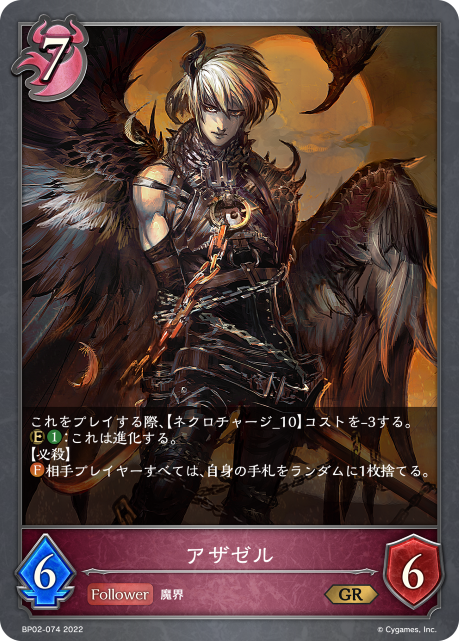 7
これをプレイする際、【ネクロチャージ_10】コストを-3する。
E 1：これは進化する。
【必殺】
F 相手プレイヤーすべては、自身の手札をランダムに1枚捨てる。
アザゼル
6
Follower 魔界
GR
6
BP02-074 2022
© Cygames, Inc.